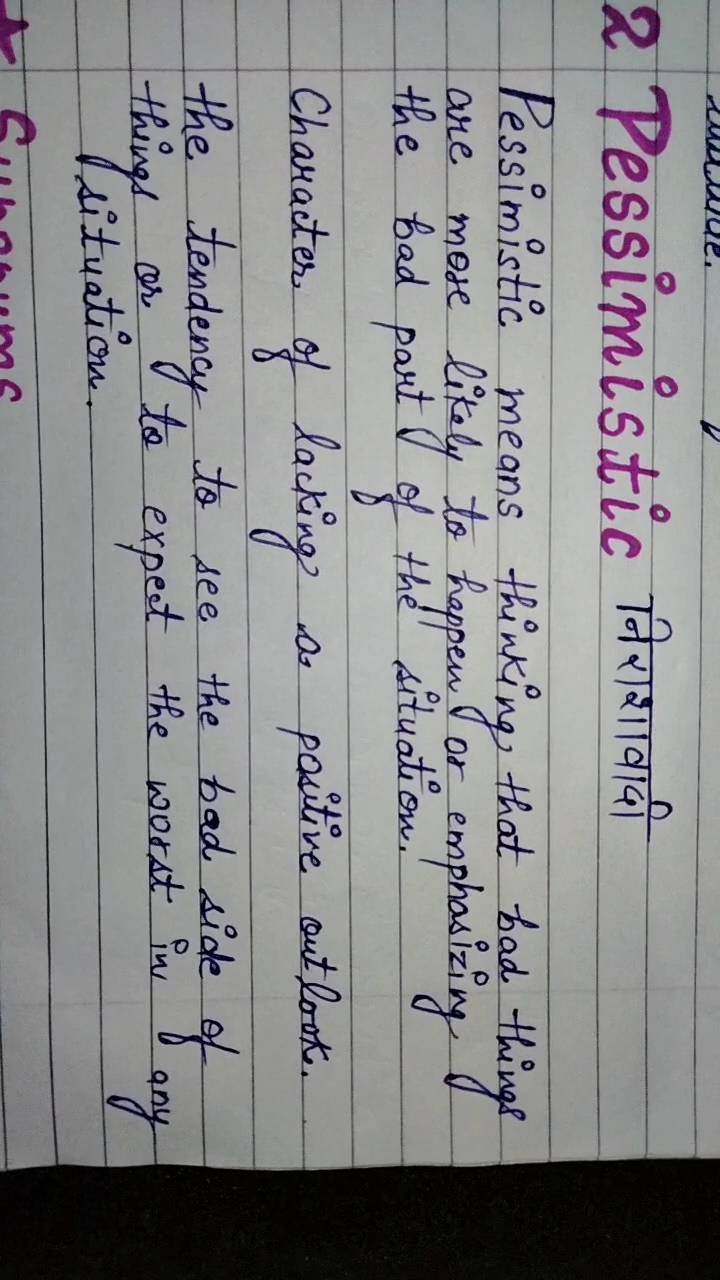 2 Pessimistic निराशावादी
Pessimistic means thinking that bad things
are more likely to happen or emphasizing
the bad part of the situation.
Character of lacking a positive outlook.
the tendency to see the bad side of
things or to expect the worst in any
situation.
★ Synonyms